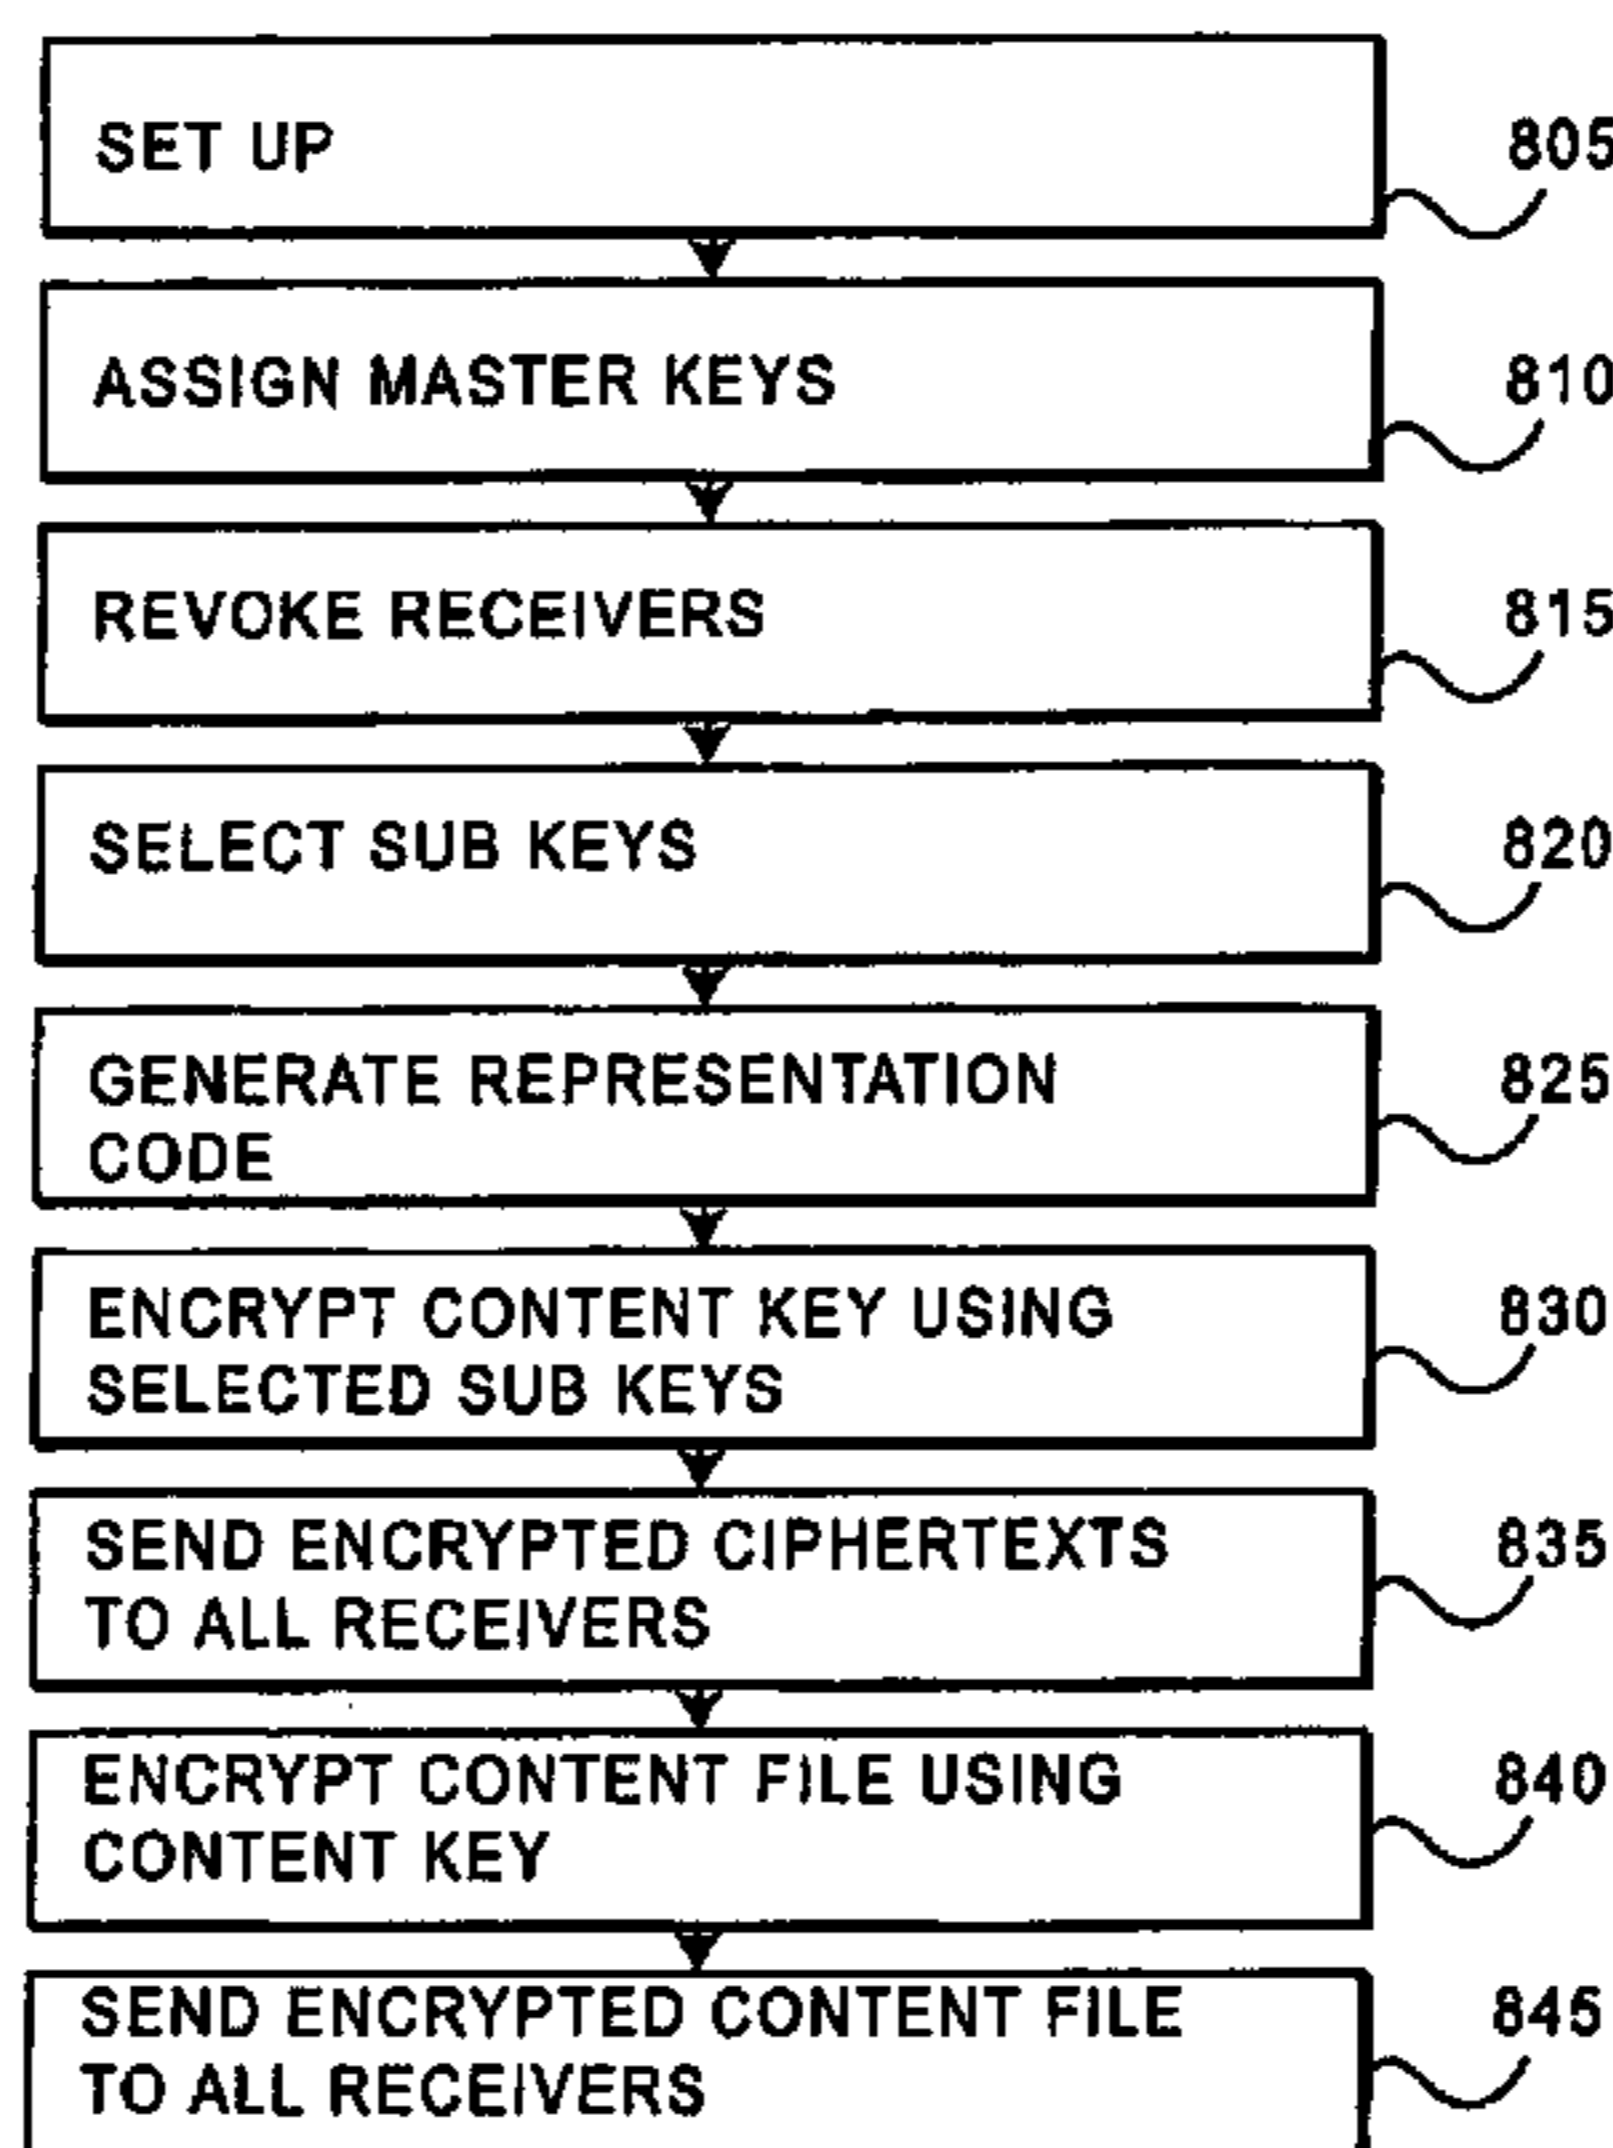 SET UP
805
ASSIGN MASTER KEYS
810
REVOKE RECEIVERS
815
SELECT SUB KEYS
820
GENERATE REPRESENTATION
CODE
825
ENCRYPT CONTENT KEY USING
SELECTED SUB KEYS
830
SEND ENCRYPTED CIPHERTEXTS
TO ALL RECEIVERS
835
ENCRYPT CONTENT FILE USING
CONTENT KEY
840
SEND ENCRYPTED CONTENT FILE
TO ALL RECEIVERS
845